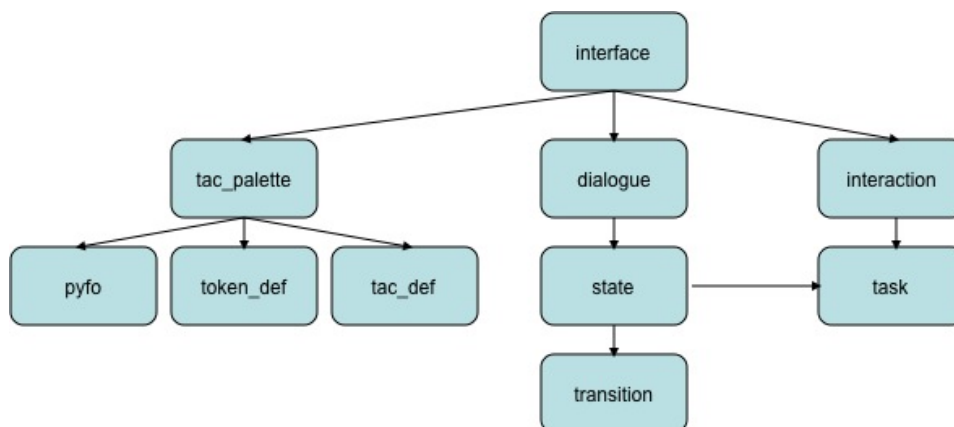 interface
tac_palette
dialogue
interaction
pyfo
token_def
tac_def
state
task
transition